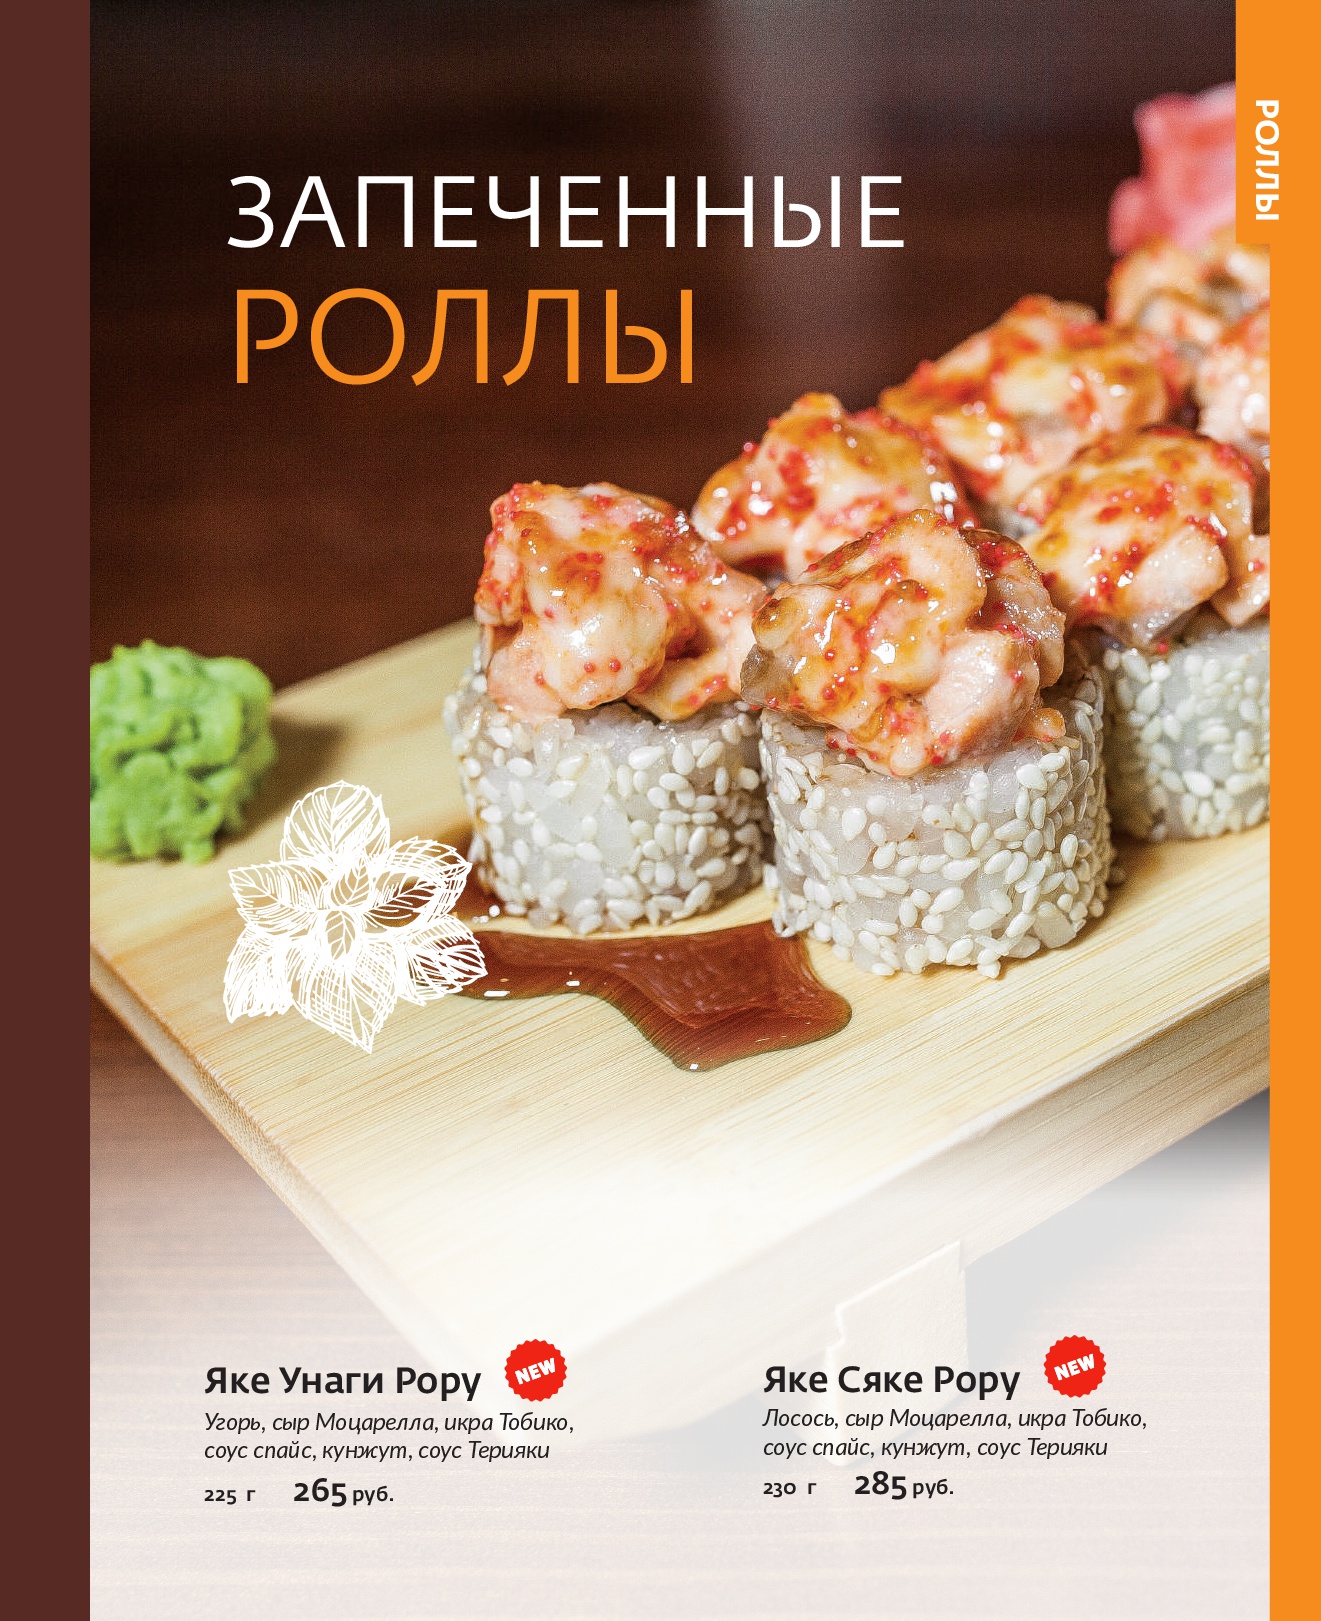 РОЛЛЫ
ЗАПЕЧЕННЫЕ
РОЛЛЫ
Яке Унаги Рору NEW
Угорь, сыр Моцарелла, икра Тобико,
соус спайс, кунжут, соус Терияки
225 г 265 руб.
Яке Сяке Рору NEW
Лосось, сыр Моцарелла, икра Тобико,
соус спайс, кунжут, соус Терияки
230 г 285 руб.